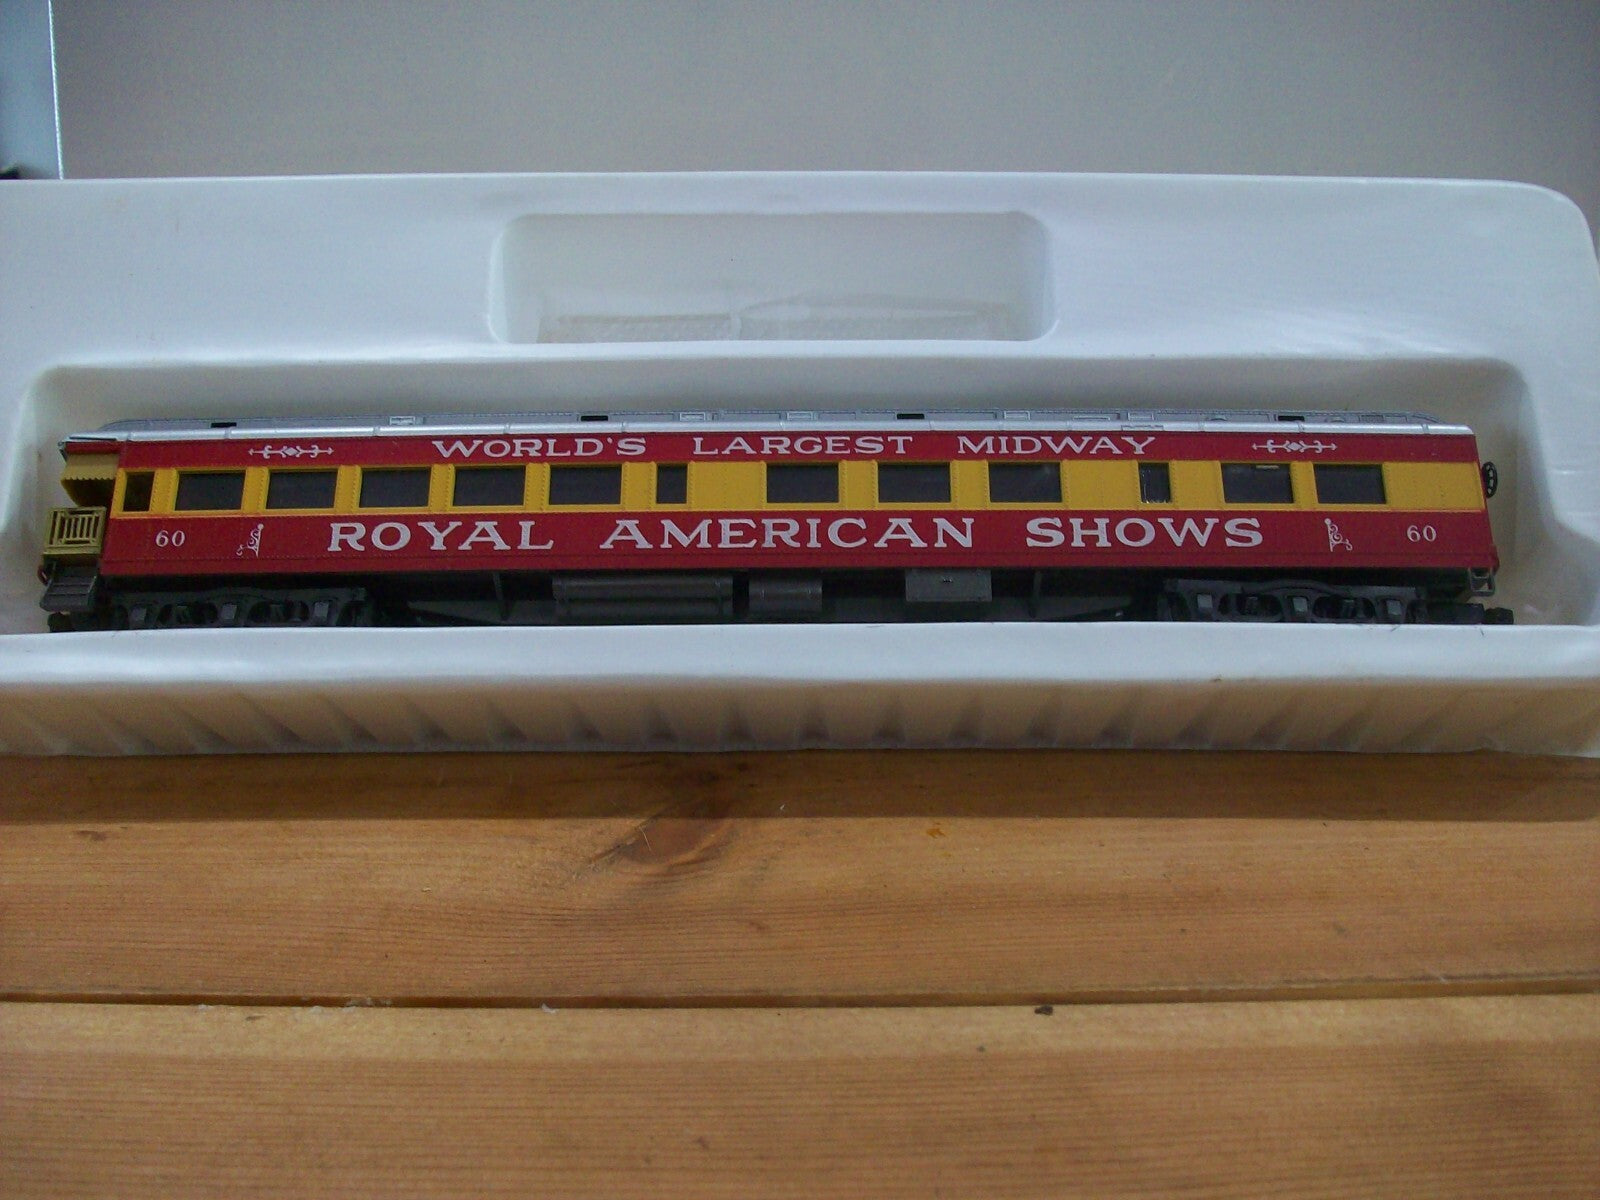 WORLD'S LARGEST MIDWAY
60 ROYAL AMERICAN SHOWS 60